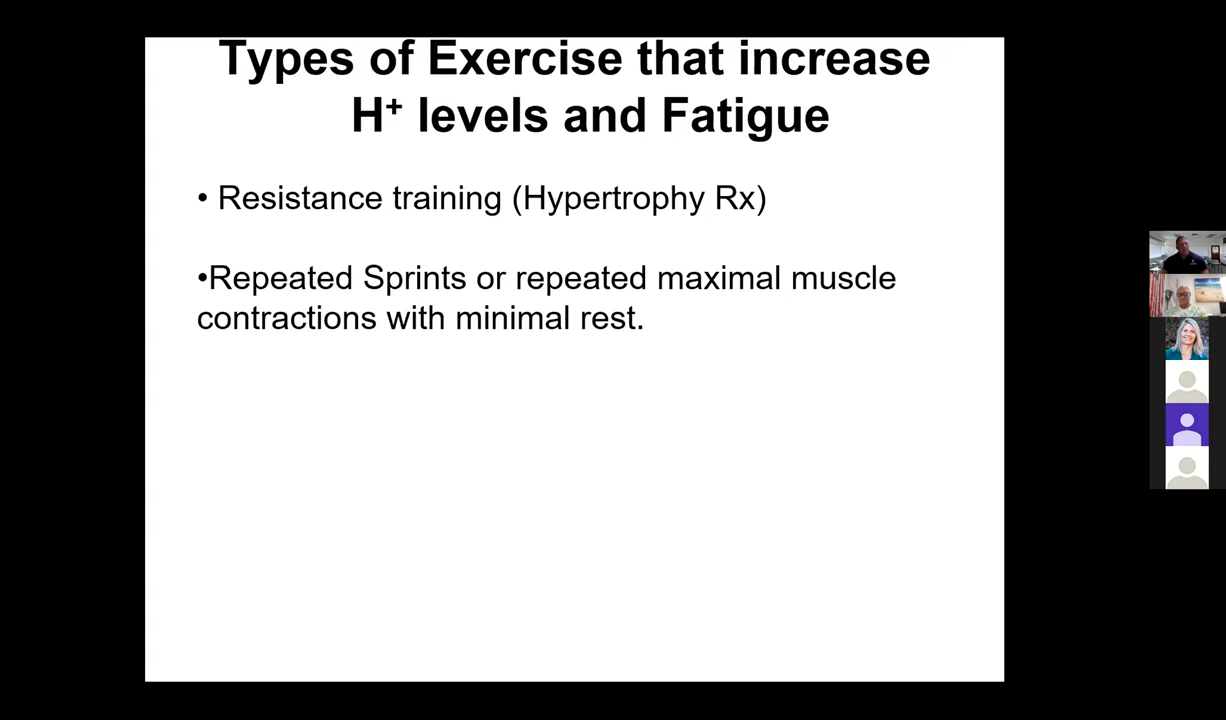 Types of Exercise that increase
H⁺ levels and Fatigue
• Resistance training (Hypertrophy Rx)
•Repeated Sprints or repeated maximal muscle
contractions with minimal rest.